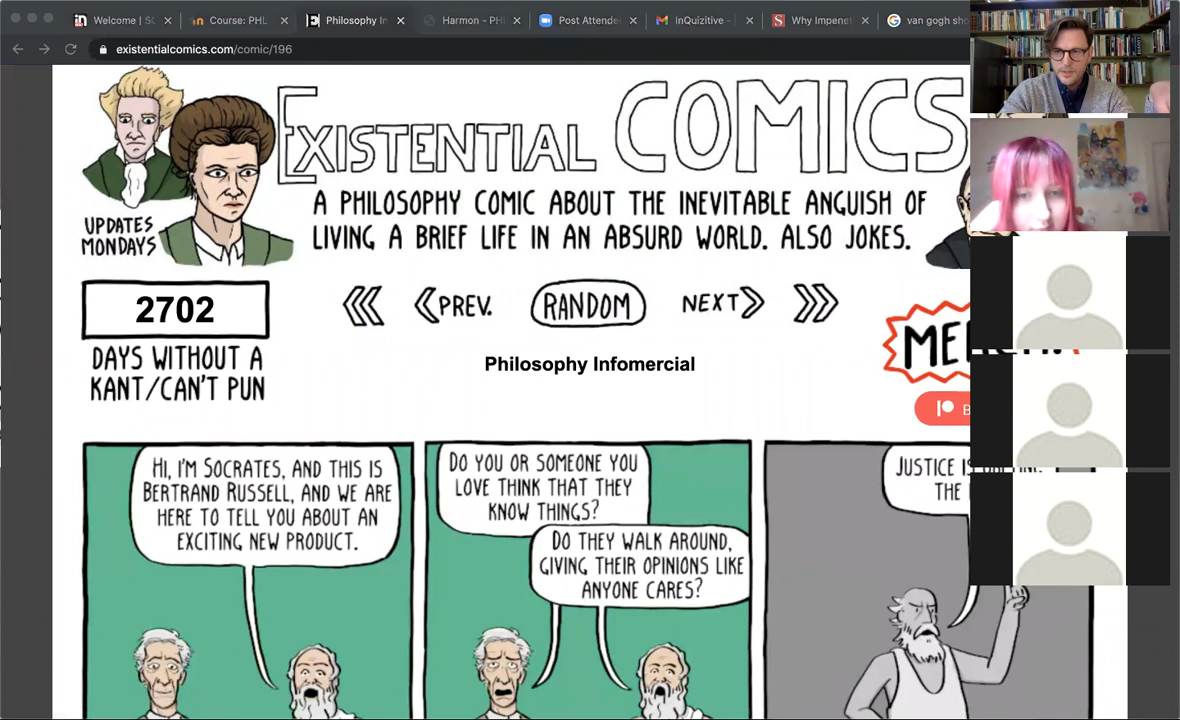 Welcome | SC
Course: PHL
Philosophy In
Harmon - PHI
Post Attende
InQuizitive -
Why Impenet
van gogh sho
existentialcomics.com/comic/196
EXISTENTIAL COMICS
A PHILOSOPHY COMIC ABOUT THE INEVITABLE ANGUISH OF
LIVING A BRIEF LIFE IN AN ABSURD WORLD. ALSO JOKES.
UPDATES
MONDAYS
2702
DAYS WITHOUT A
KANT/CAN'T PUN
PREV.
RANDOM
NEXT
Philosophy Infomercial
HI, I'M SOCRATES, AND THIS IS
BERTRAND RUSSELL, AND WE ARE
HERE TO TELL YOU ABOUT AN
EXCITING NEW PRODUCT.
DO YOU OR SOMEONE YOU
LOVE THINK THAT THEY
KNOW THINGS?
DO THEY WALK AROUND,
GIVING THEIR OPINIONS LIKE
ANYONE CARES?
JUSTICE
THE